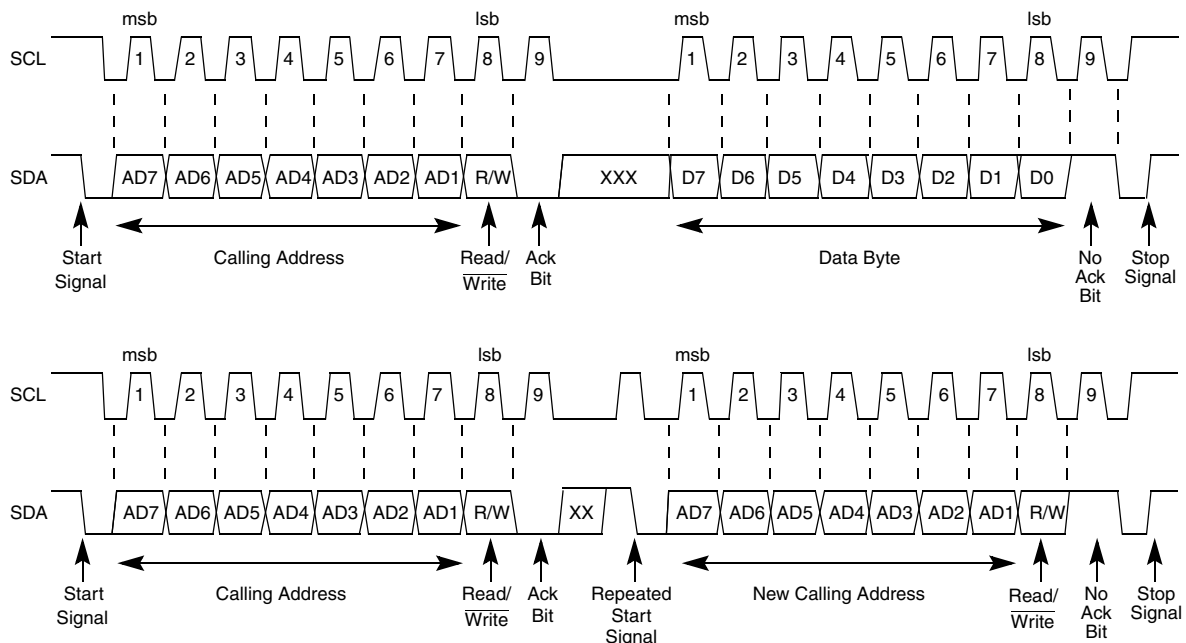 msb lsb msb lsb
SCL 1 2 3 4 5 6 7 8 9 1 2 3 4 5 6 7 8 9
SDA AD7 AD6 AD5 AD4 AD3 AD2 AD1 R/W XXX D7 D6 D5 D4 D3 D2 D1 D0
Start Signal
Calling Address
Read/ Write
Ack Bit
Data Byte
No Ack Bit
Stop Signal
msb lsb msb lsb
SCL 1 2 3 4 5 6 7 8 9 1 2 3 4 5 6 7 8 9
SDA AD7 AD6 AD5 AD4 AD3 AD2 AD1 R/W XX AD7 AD6 AD5 AD4 AD3 AD2 AD1 R/W
Start Signal
Calling Address
Read/ Write
Ack Bit
Repeated Start Signal
New Calling Address
Read/ Write
No Ack Bit
Stop Signal